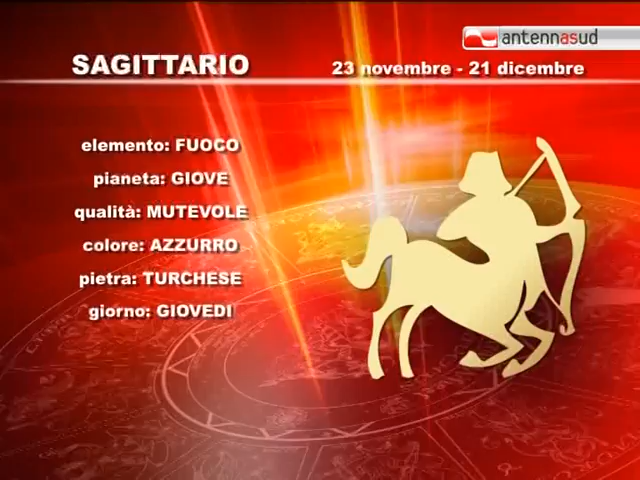 antennasud
SAGITTARIO
23 novembre - 21 dicembre
elemento: FUOCO
pianeta: GIOVE
qualità: MUTEVOLE
colore: AZZURRO
pietra: TURCHESE
giorno: GIOVEDI